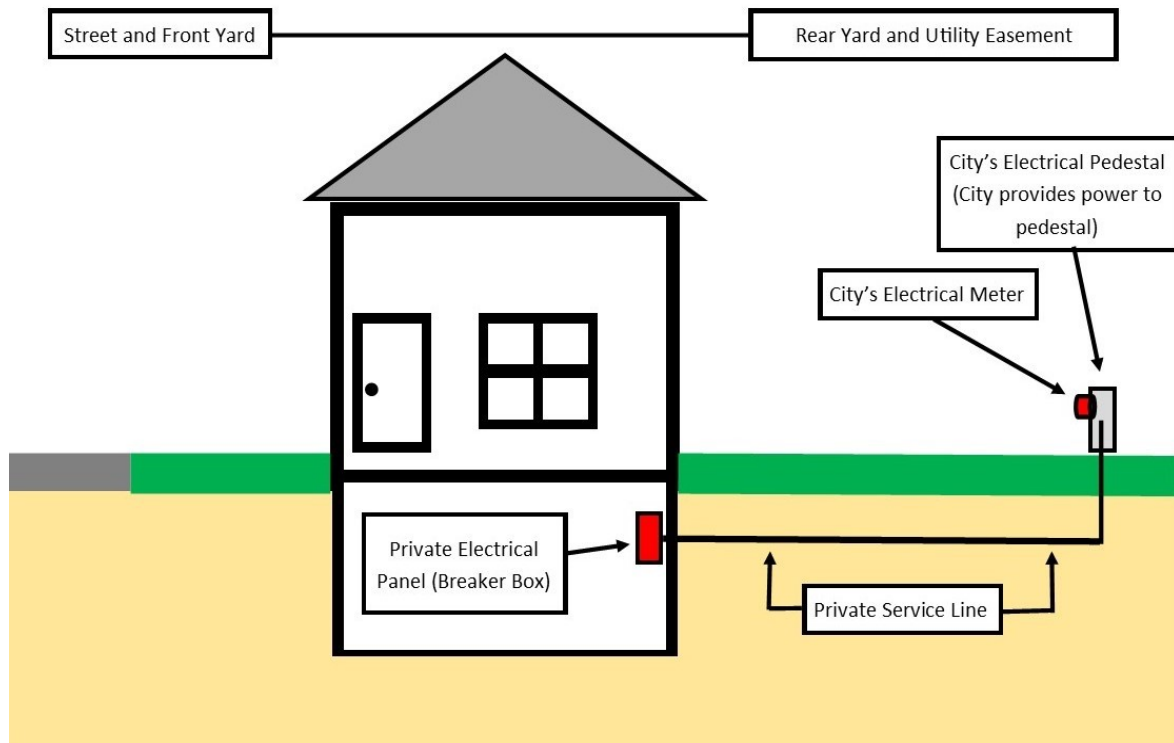 Street and Front Yard
Rear Yard and Utility Easement
City’s Electrical Pedestal
(City provides power to
pedestal)
City’s Electrical Meter
Private Electrical
Panel (Breaker Box)
Private Service Line